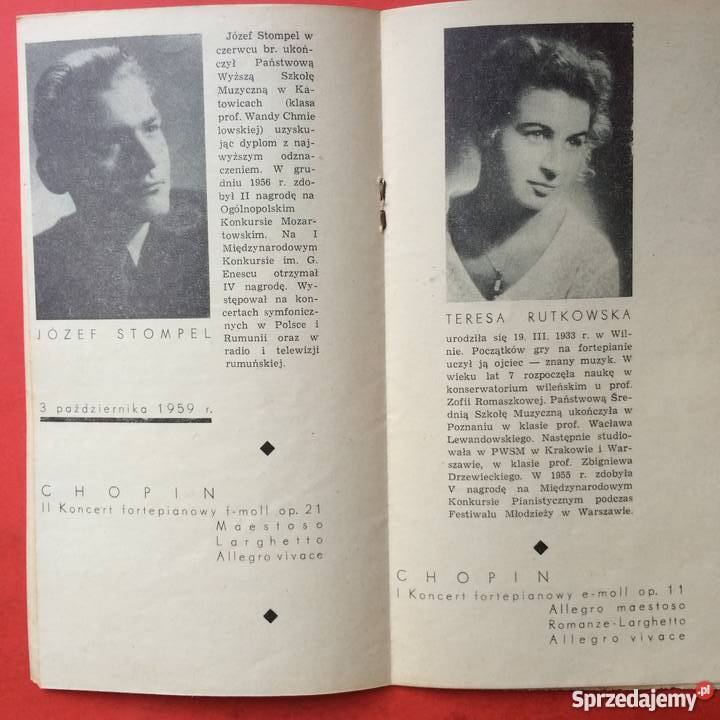 Józef Stompel w
czerwcu br. ukoń-
czył Państwową
Wyższą Szkołę
Muzyczną w Ka-
towicach (klasa
prof. Wandy Chmie
lowskiej) uzysku-
jąc dyplom z naj-
wyższym odzna-
czeniem. W gru-
dniu 1956 r. zdo-
był II nagrodę na
Ogólnopolskim
Konkursie Mozar-
towskim. Na I
Międzynarodowym
Konkursie im. G.
Enescu otrzymał
IV nagrodę. Wy-
stępował na kon-
certach symfonicz-
nych w Polsce i
Rumunii oraz w
radio i telewizji
rumuńskiej.
JÓZEF STOMPEL
3 października 1959 r.
CHOPIN
II Koncert fortepianowy f-moll op. 21
Maestoso
Larghetto
Allegro vivace
TERESA RUTKOWSKA
urodziła się 19. III. 1933 r. w Wil-
nie. Początków gry na fortepianie
uczył ją ojciec — znany muzyk. W
wieku lat 7 rozpoczęła naukę w
konserwatorium wileńskim u prof.
Zofii Romaszkowej. Państwową Śre-
dnią Szkołę Muzyczną ukończyła w
Poznaniu w klasie prof. Wacława
Lewandowskiego. Następnie studio-
wała w PWSM w Krakowie i War-
szawie, w klasie prof. Zbigniewa
Drzewieckiego. W 1955 r. zdobyła
V nagrodę na Międzynarodowym
Konkursie Pianistycznym podczas
Festiwalu Młodzieży w Warszawie.
CHOPIN
I Koncert fortepianowy e-moll op. 11
Allegro maestoso
Romanze-Larghetto
Allegro vivace
Sprzedajemy.pl